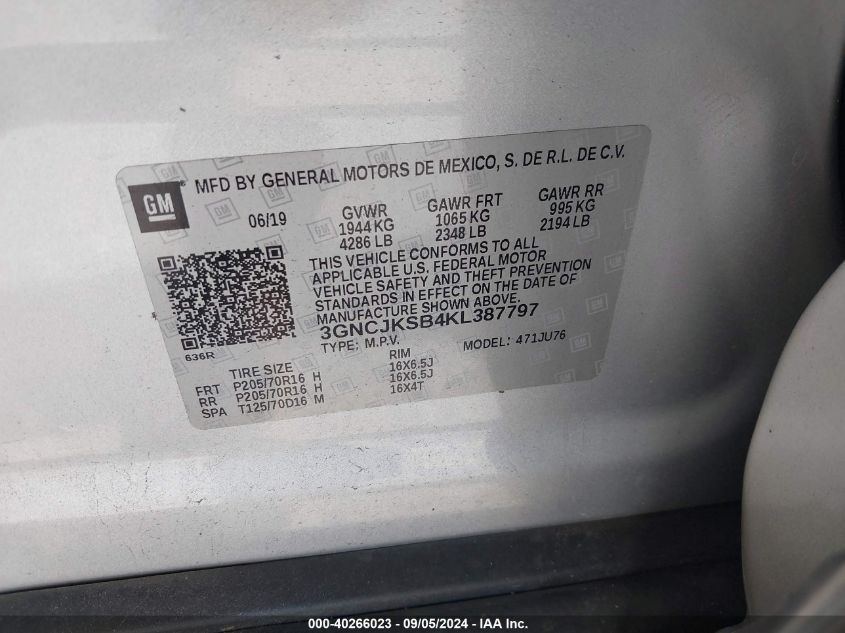 GM
MFD BY GENERAL MOTORS DE MEXICO, S. DE R.L. DE C.V.
06/19 GVWR GAWR FRT GAWR RR
1944 KG 1065 KG 995 KG
4286 LB 2348 LB 2194 LB
THIS VEHICLE CONFORMS TO ALL
APPLICABLE U.S. FEDERAL MOTOR
VEHICLE SAFETY AND THEFT PREVENTION
STANDARDS IN EFFECT ON THE DATE OF
MANUFACTURE SHOWN ABOVE.
3GNCJKSB4KL387797
636R
TYPE: M.P.V. MODEL: 471JU76
TIRE SIZE RIM
FRT P205/70R16 H 16X6.5J
RR P205/70R16 H 16X6.5J
SPA T125/70D16 M 16X4T
000-40266023 - 09/05/2024 - IAA, Inc.